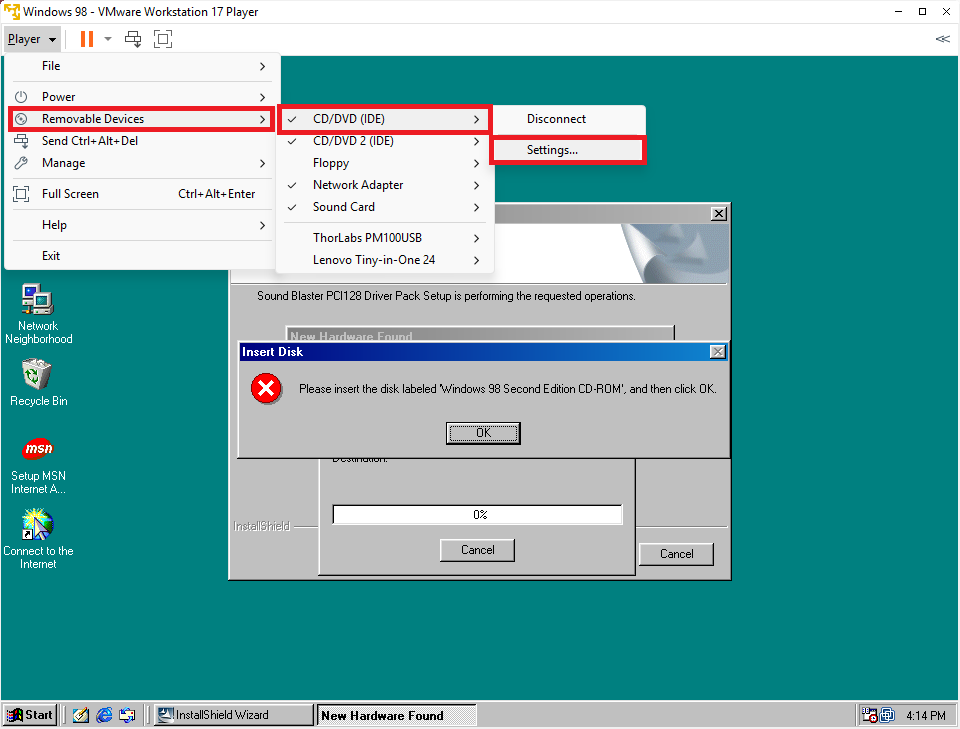 Windows 98 - VMware Workstation 17 Player
Player
File
Power
Removable Devices
Send Ctrl+Alt+Del
Manage
Full Screen Ctrl+Alt+Enter
Help
Exit
CD/DVD (IDE)
CD/DVD 2 (IDE)
Floppy
Network Adapter
Sound Card
ThorLabs PM100USB
Lenovo Tiny-in-One 24
Disconnect
Settings...
Network
Neighborhood
Recycle Bin
msn
Setup MSN
Internet A...
Connect to the
Internet
Sound Blaster PCI128 Driver Pack Setup is performing the requested operations.
New Hardware Found
Insert Disk
Please insert the disk labeled 'Windows 98 Second Edition CD-ROM', and then click OK.
OK
Destination:
0%
InstallShield
Cancel
Cancel
Start
InstallShield Wizard
New Hardware Found
4:14 PM